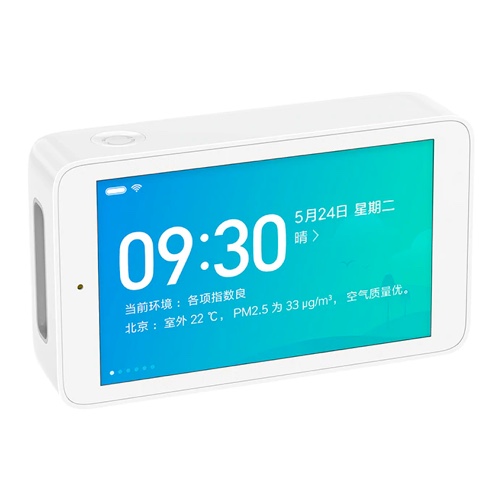 09:30
5月24日 星期二
晴 〉
当前环境：各项指数良
北京：室外 22 ℃，PM2.5 为 33 μg/m³，空气质量优。